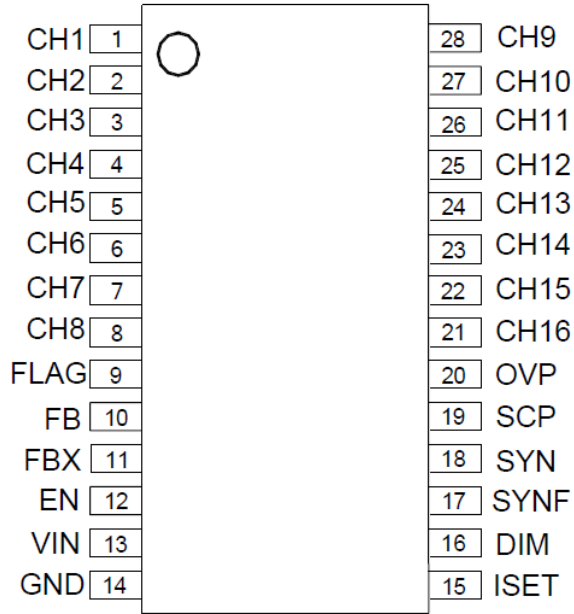 CH1 1 28 CH9
CH2 2 27 CH10
CH3 3 26 CH11
CH4 4 25 CH12
CH5 5 24 CH13
CH6 6 23 CH14
CH7 7 22 CH15
CH8 8 21 CH16
FLAG 9 20 OVP
FB 10 19 SCP
FBX 11 18 SYN
EN 12 17 SYNF
VIN 13 16 DIM
GND 14 15 ISET